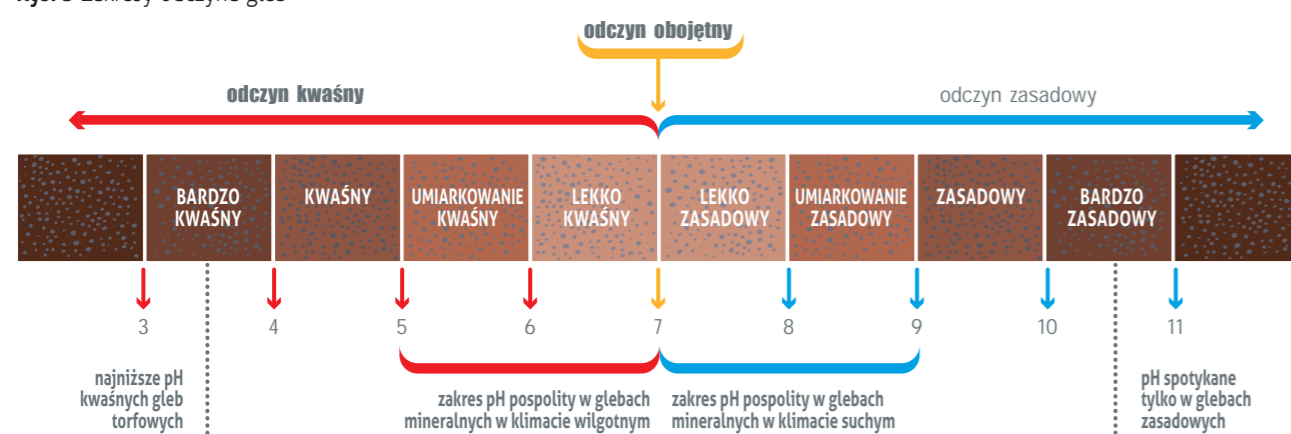 odczyn obojętny
odczyn kwaśny
odczyn zasadowy
BARDZO
KWAŚNY
KWAŚNY
UMIARKOWANIE
KWAŚNY
LEKKO
KWAŚNY
LEKKO
ZASADOWY
UMIARKOWANIE
ZASADOWY
ZASADOWY
BARDZO
ZASADOWY
3 4 5 6 7 8 9 10 11
najniższe pH
kwaśnych gleb
torfowych
zakres pH pospolity w glebach
mineralnych w klimacie wilgotnym
zakres pH pospolity w glebach
mineralnych w klimacie suchym
pH spotykane
tylko w glebach
zasadowych